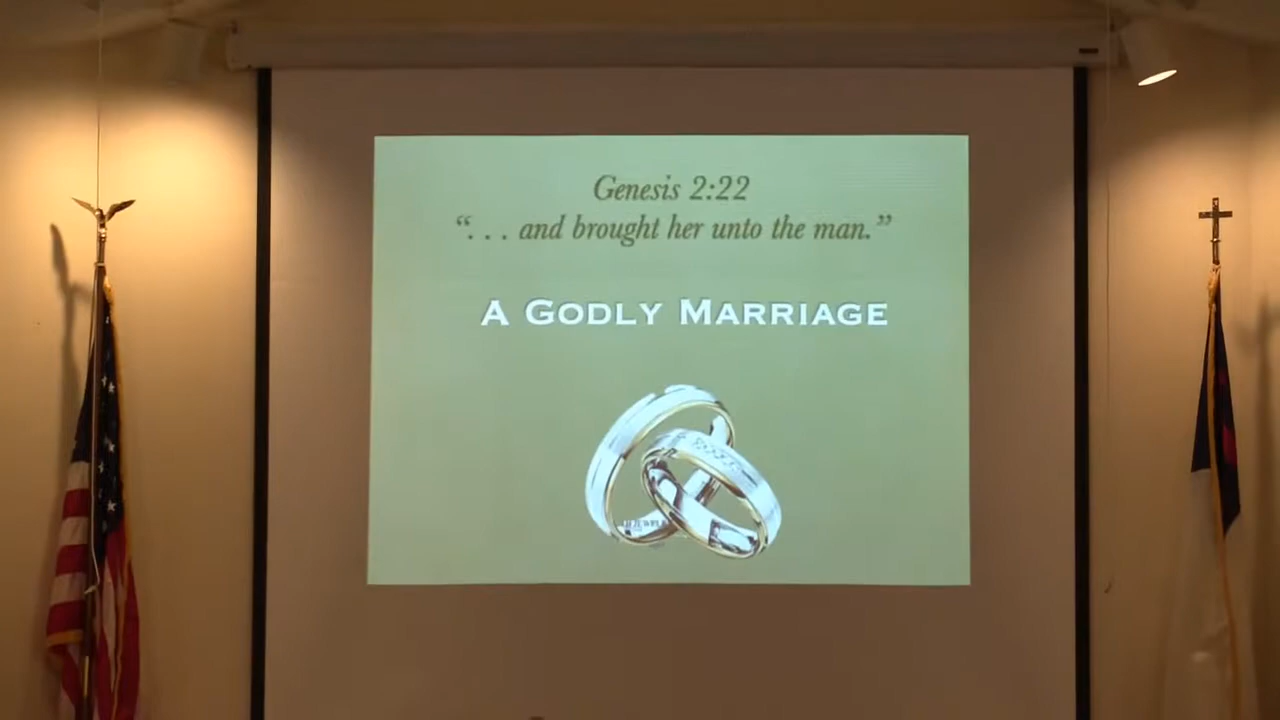 Genesis 2:22
“. . . and brought her unto the man.”
A GODLY MARRIAGE